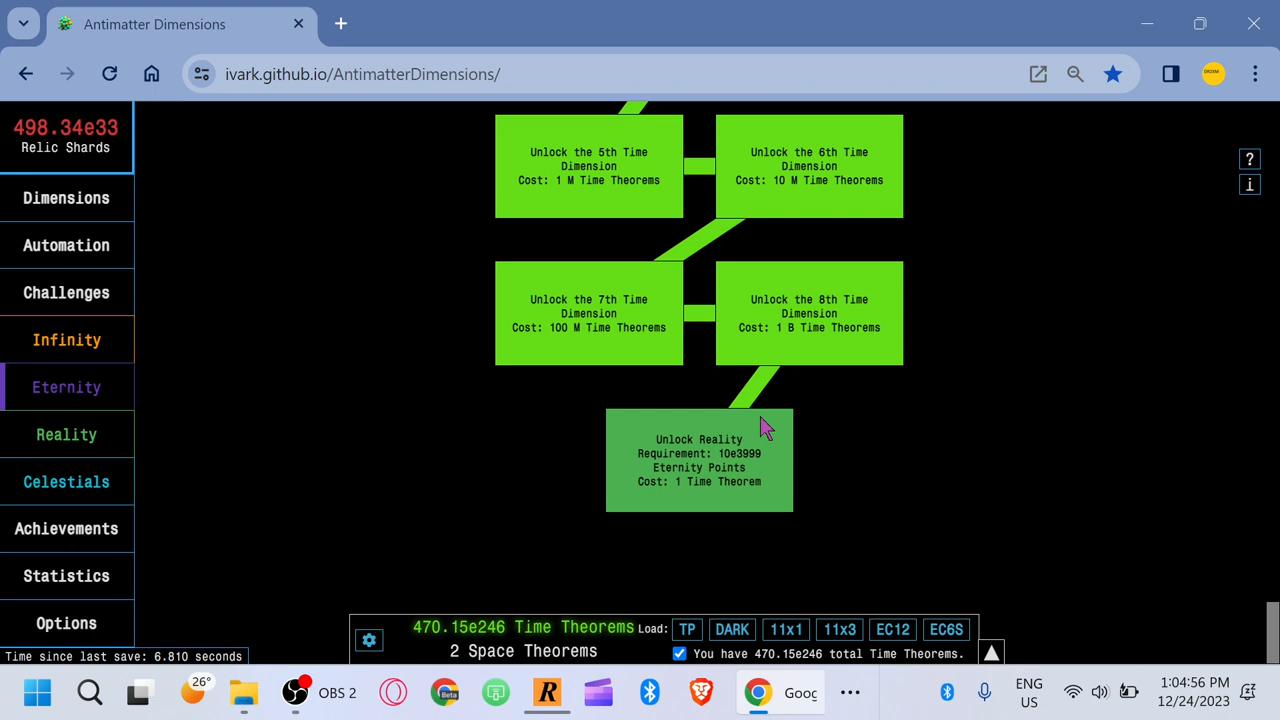 Antimatter Dimensions
ivark.github.io/AntimatterDimensions/
DR2XM
498.34e33
Relic Shards
Dimensions
Automation
Challenges
Infinity
Eternity
Reality
Celestials
Achievements
Statistics
Options
Time since last save: 6.810 seconds
?
i
Unlock the 5th Time
Dimension
Cost: 1 M Time Theorems
Unlock the 6th Time
Dimension
Cost: 10 M Time Theorems
Unlock the 7th Time
Dimension
Cost: 100 M Time Theorems
Unlock the 8th Time
Dimension
Cost: 1 B Time Theorems
Unlock Reality
Requirement: 10e3999
Eternity Points
Cost: 1 Time Theorem
470.15e246 Time Theorems Load: TP DARK 11x1 11x3 EC12 EC6S
2 Space Theorems You have 470.15e246 total Time Theorems.
26°
OBS 2
Beta
R
Goog
ENG
US
1:04:56 PM
12/24/2023